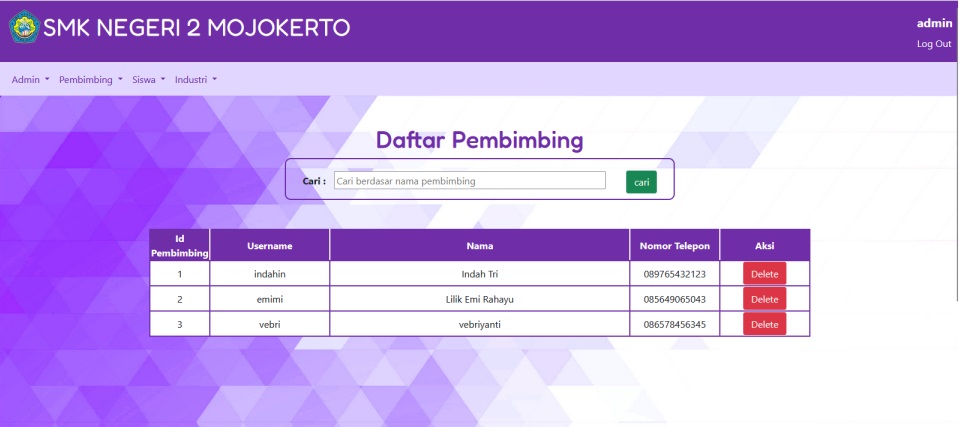 SMK NEGERI 2 MOJOKERTO
admin
Log Out
Admin Pembimbing Siswa Industri
Daftar Pembimbing
Cari : Cari berdasar nama pembimbing cari
Id Pembimbing Username Nama Nomor Telepon Aksi
1 indahin Indah Tri 089765432123 Delete
2 emimi Lilik Emi Rahayu 085649065043 Delete
3 vebri vebriyanti 086578456345 Delete